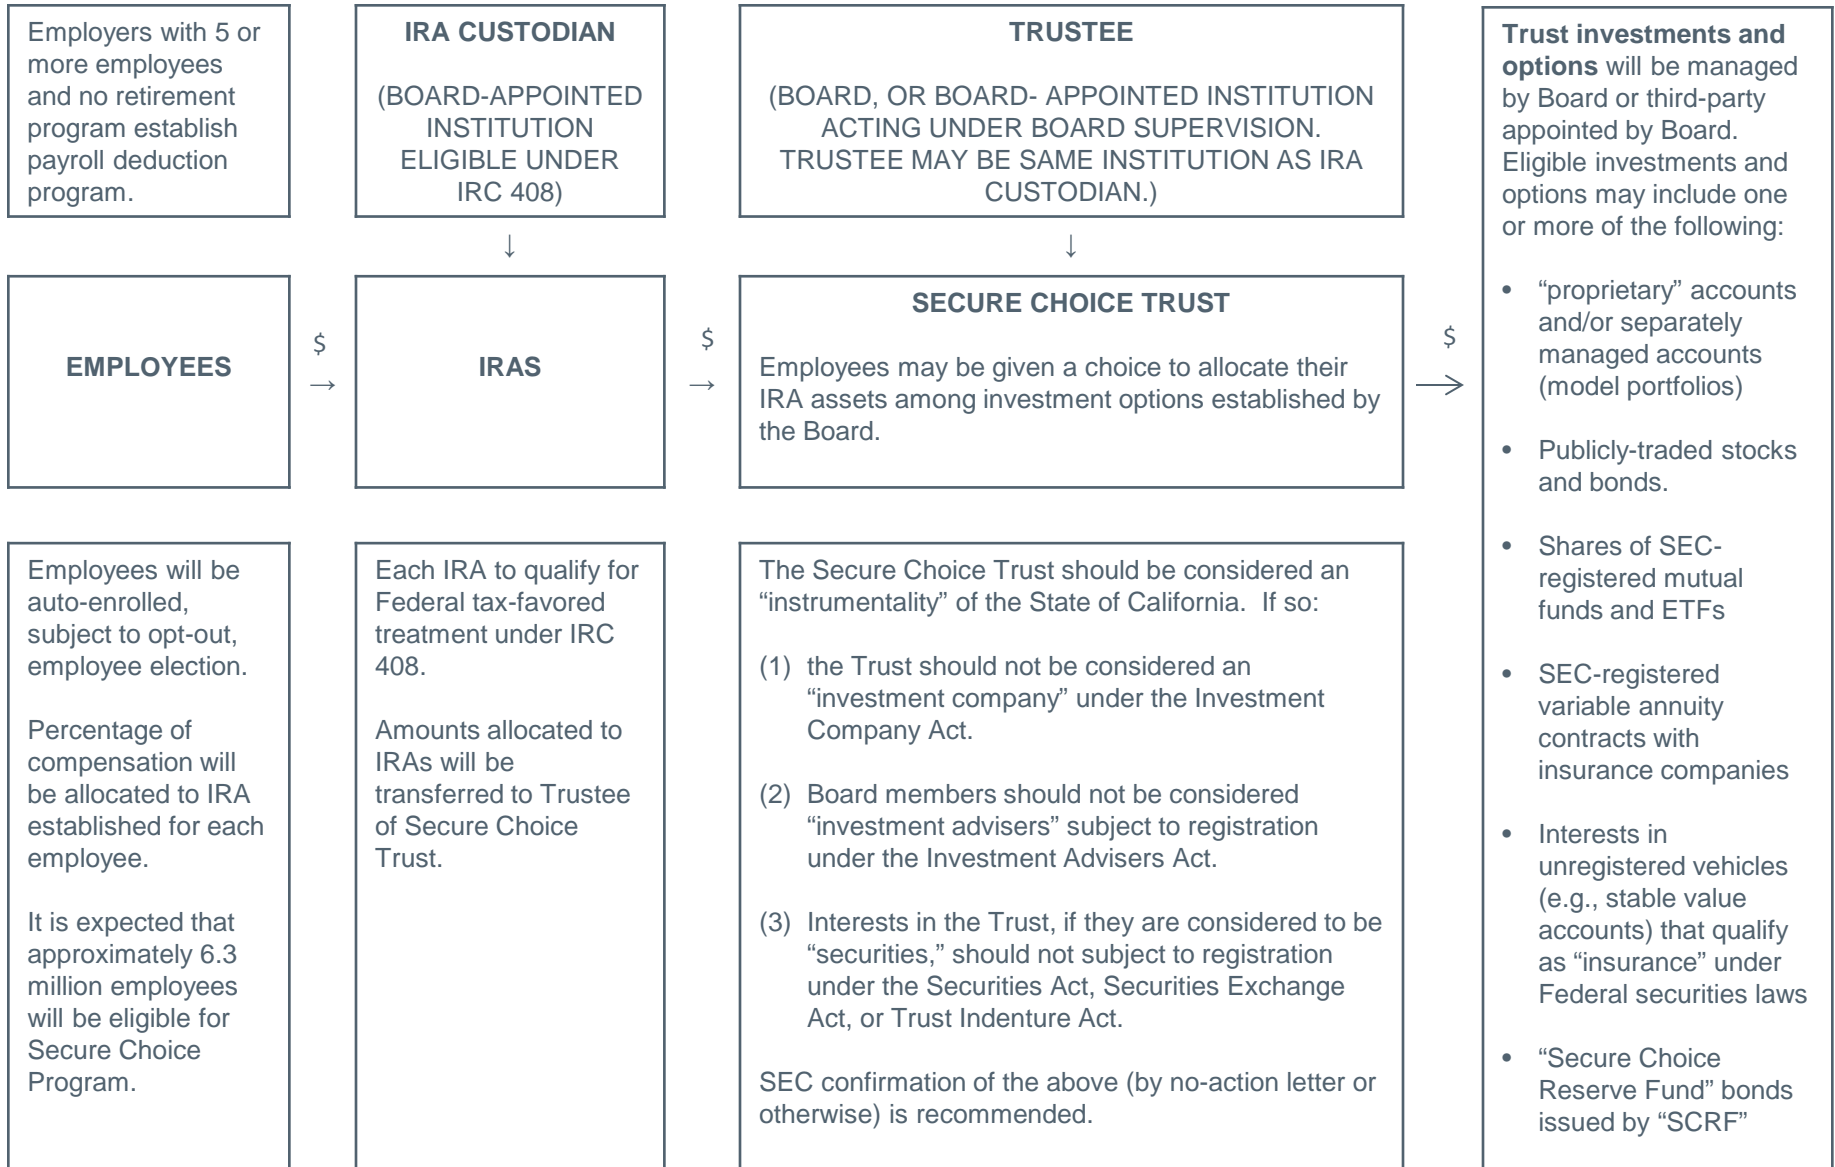 Employers with 5 or
more employees
and no retirement
program establish
payroll deduction
program.
IRA CUSTODIAN
(BOARD-APPOINTED
INSTITUTION
ELIGIBLE UNDER
IRC 408)
TRUSTEE
(BOARD, OR BOARD- APPOINTED INSTITUTION
ACTING UNDER BOARD SUPERVISION.
TRUSTEE MAY BE SAME INSTITUTION AS IRA
CUSTODIAN.)
↓
↓
EMPLOYEES
$
→
IRAS
$
→
SECURE CHOICE TRUST
Employees may be given a choice to allocate their
IRA assets among investment options established by
the Board.
$
→
Employees will be
auto-enrolled,
subject to opt-out,
employee election.
Percentage of
compensation will
be allocated to IRA
established for each
employee.
It is expected that
approximately 6.3
million employees
will be eligible for
Secure Choice
Program.
Each IRA to qualify for
Federal tax-favored
treatment under IRC
408.
Amounts allocated to
IRAs will be
transferred to Trustee
of Secure Choice
Trust.
The Secure Choice Trust should be considered an
“instrumentality” of the State of California.  If so:
(1) the Trust should not be considered an
“investment company” under the Investment
Company Act.
(2) Board members should not be considered
“investment advisers” subject to registration
under the Investment Advisers Act.
(3) Interests in the Trust, if they are considered to be
“securities,” should not subject to registration
under the Securities Act, Securities Exchange
Act, or Trust Indenture Act.
SEC confirmation of the above (by no-action letter or
otherwise) is recommended.
Trust investments and
options will be managed
by Board or third-party
appointed by Board.
Eligible investments and
options may include one
or more of the following:
• “proprietary” accounts
and/or separately
managed accounts
(model portfolios)
• Publicly-traded stocks
and bonds.
• Shares of SEC-
registered mutual
funds and ETFs
• SEC-registered
variable annuity
contracts with
insurance companies
• Interests in
unregistered vehicles
(e.g., stable value
accounts) that qualify
as “insurance” under
Federal securities laws
• “Secure Choice
Reserve Fund” bonds
issued by “SCRF”